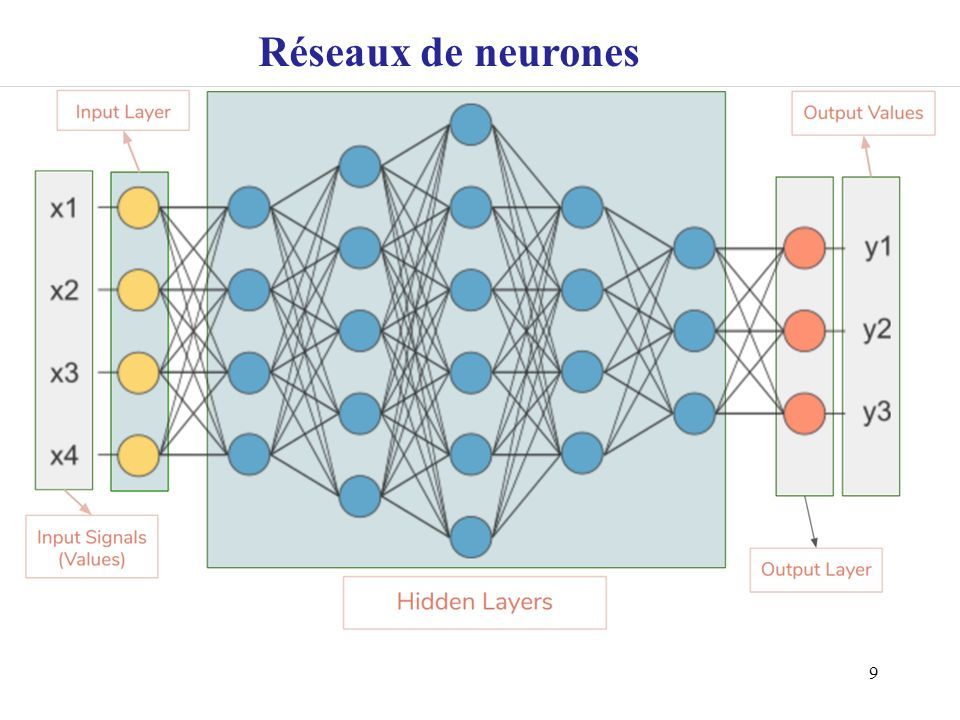 Réseaux de neurones
Input Layer
Output Values
x1
x2
x3
x4
y1
y2
y3
Input Signals
(Values)
Hidden Layers
Output Layer
9